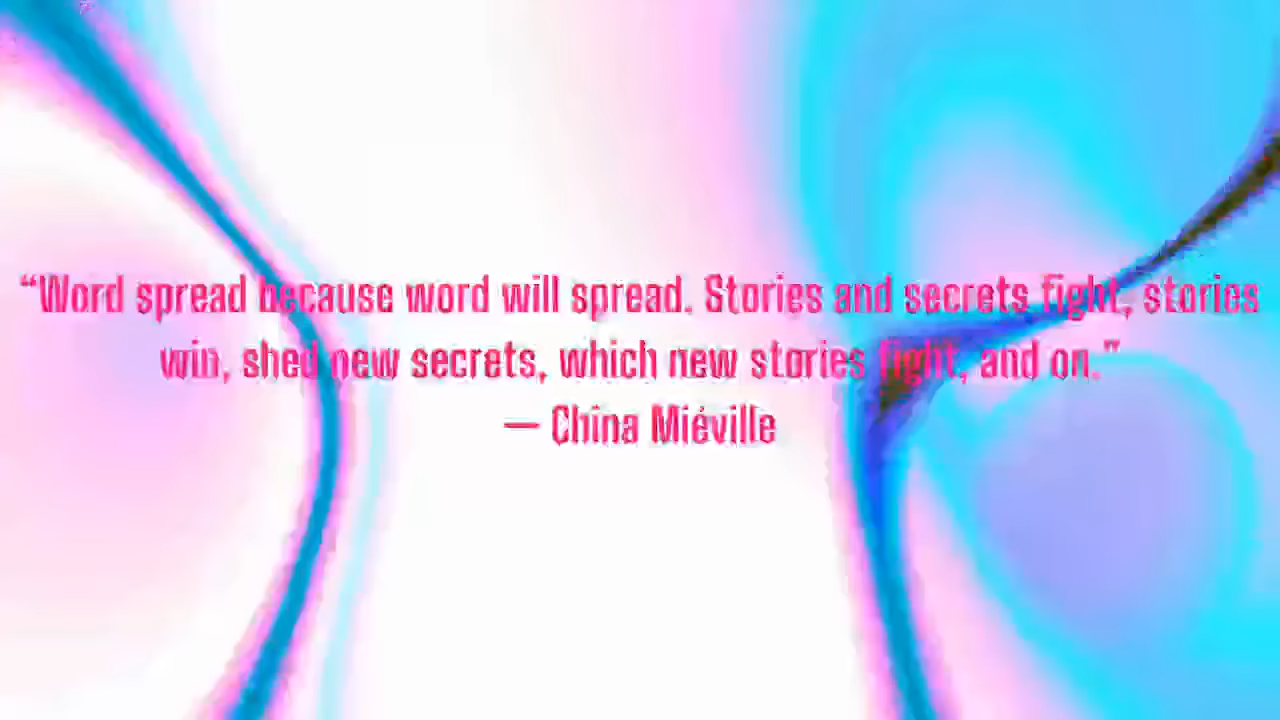 “Word spread because word will spread. Stories and secrets fight, stories
win, shed new secrets, which new stories fight, and on.”
— China Miéville